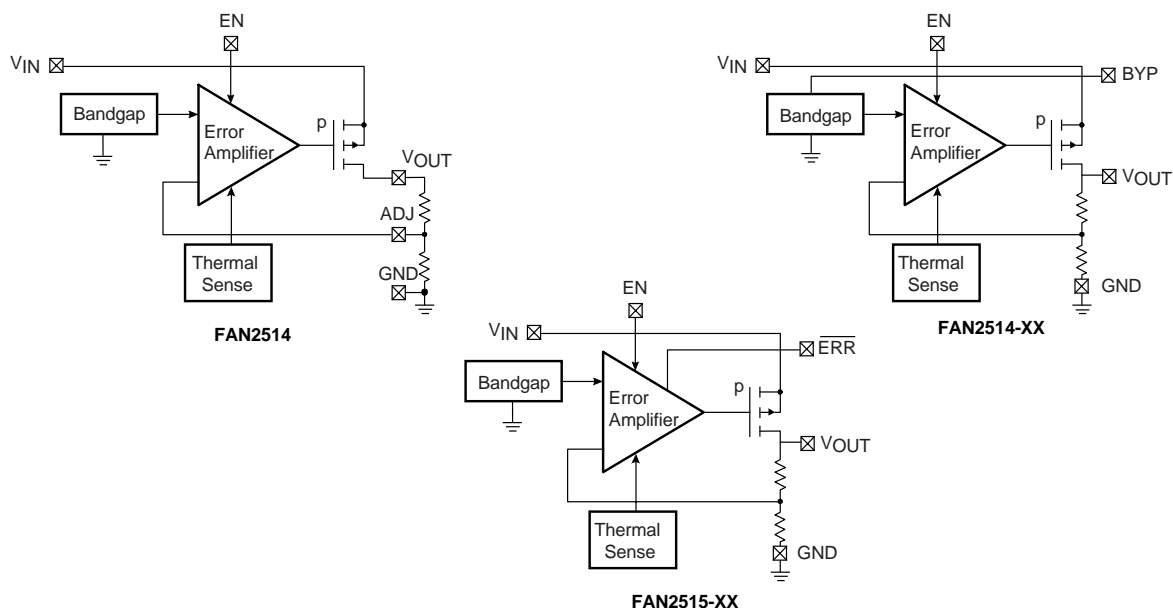 EN
VIN
Bandgap
Error
Amplifier
p
VOUT
ADJ
GND
Thermal
Sense
FAN2514
EN
VIN
BYP
Bandgap
Error
Amplifier
p
VOUT
Thermal
Sense
GND
FAN2514-XX
EN
VIN
ERR
Bandgap
Error
Amplifier
p
VOUT
Thermal
Sense
GND
FAN2515-XX